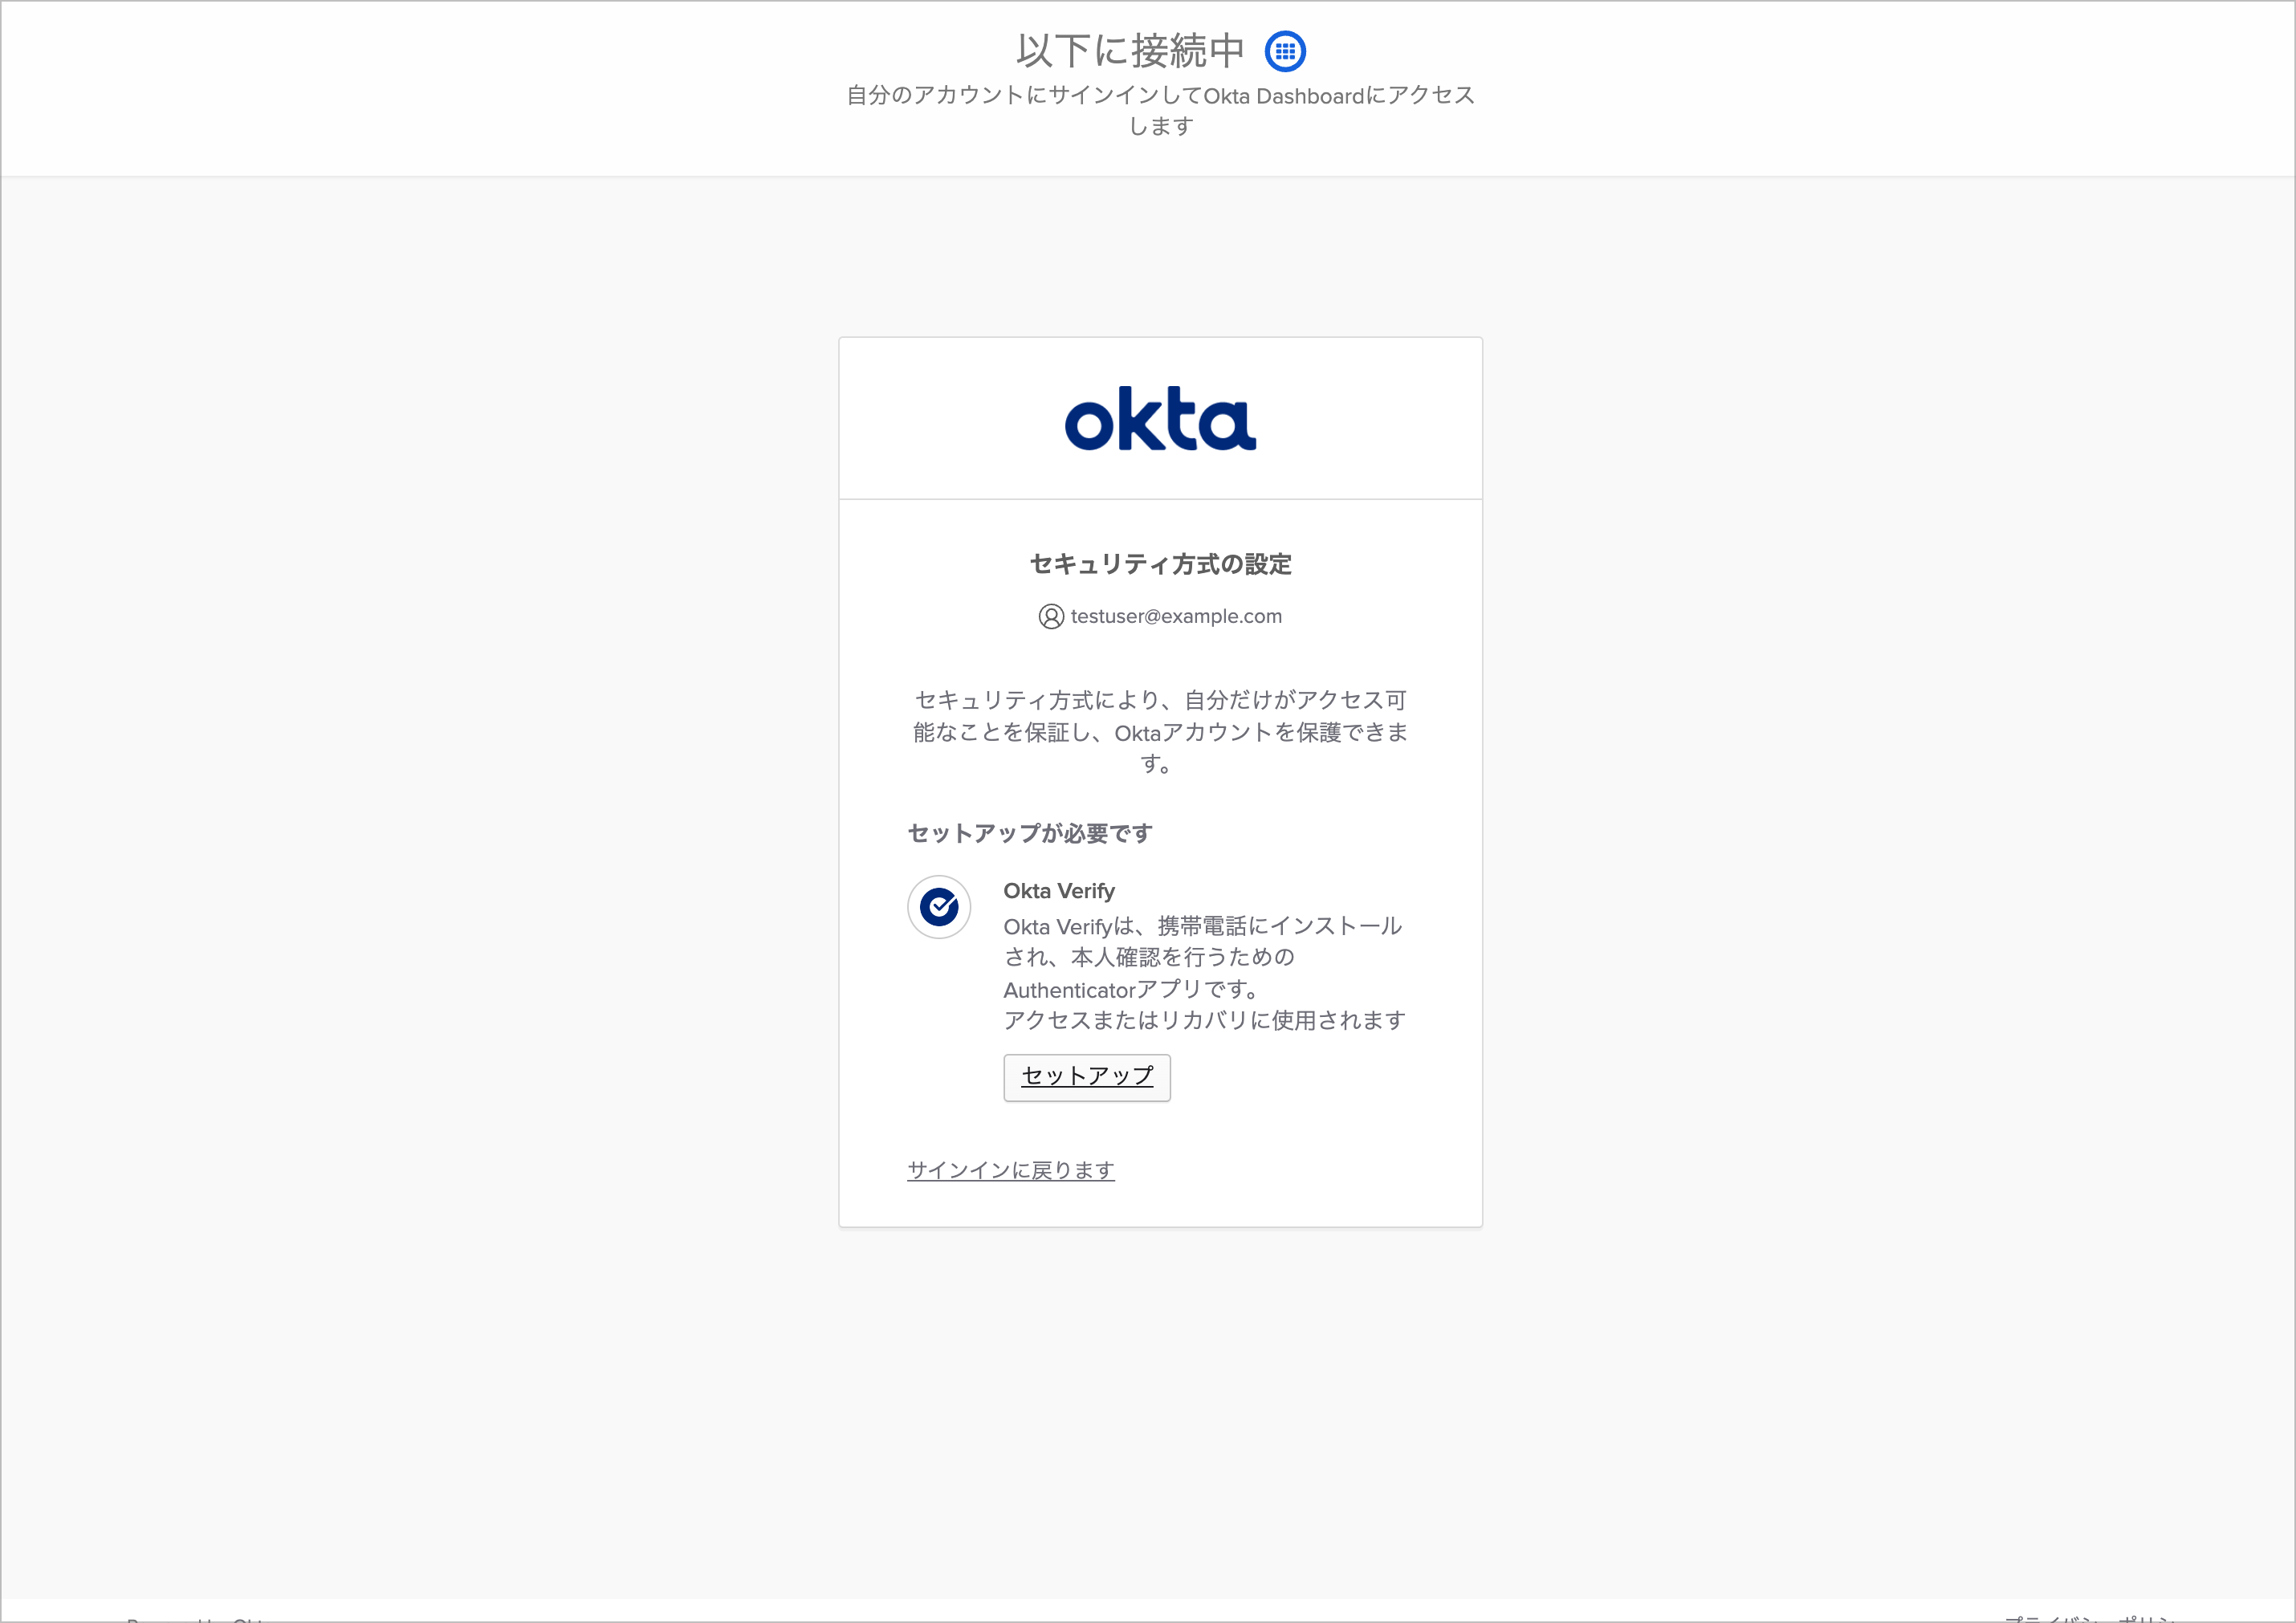 以下に接続中
自分のアカウントにサインインしてOkta Dashboardにアクセス
します
okta
セキュリティ方式の設定
testuser@example.com
セキュリティ方式により、自分だけがアクセス可
能なことを保証し、Oktaアカウントを保護できま
す。
セットアップが必要です
Okta Verify
Okta Verifyは、携帯電話にインストール
され、本人確認を行うための
Authenticatorアプリです。
アクセスまたはリカバリに使用されます
セットアップ
サインインに戻ります